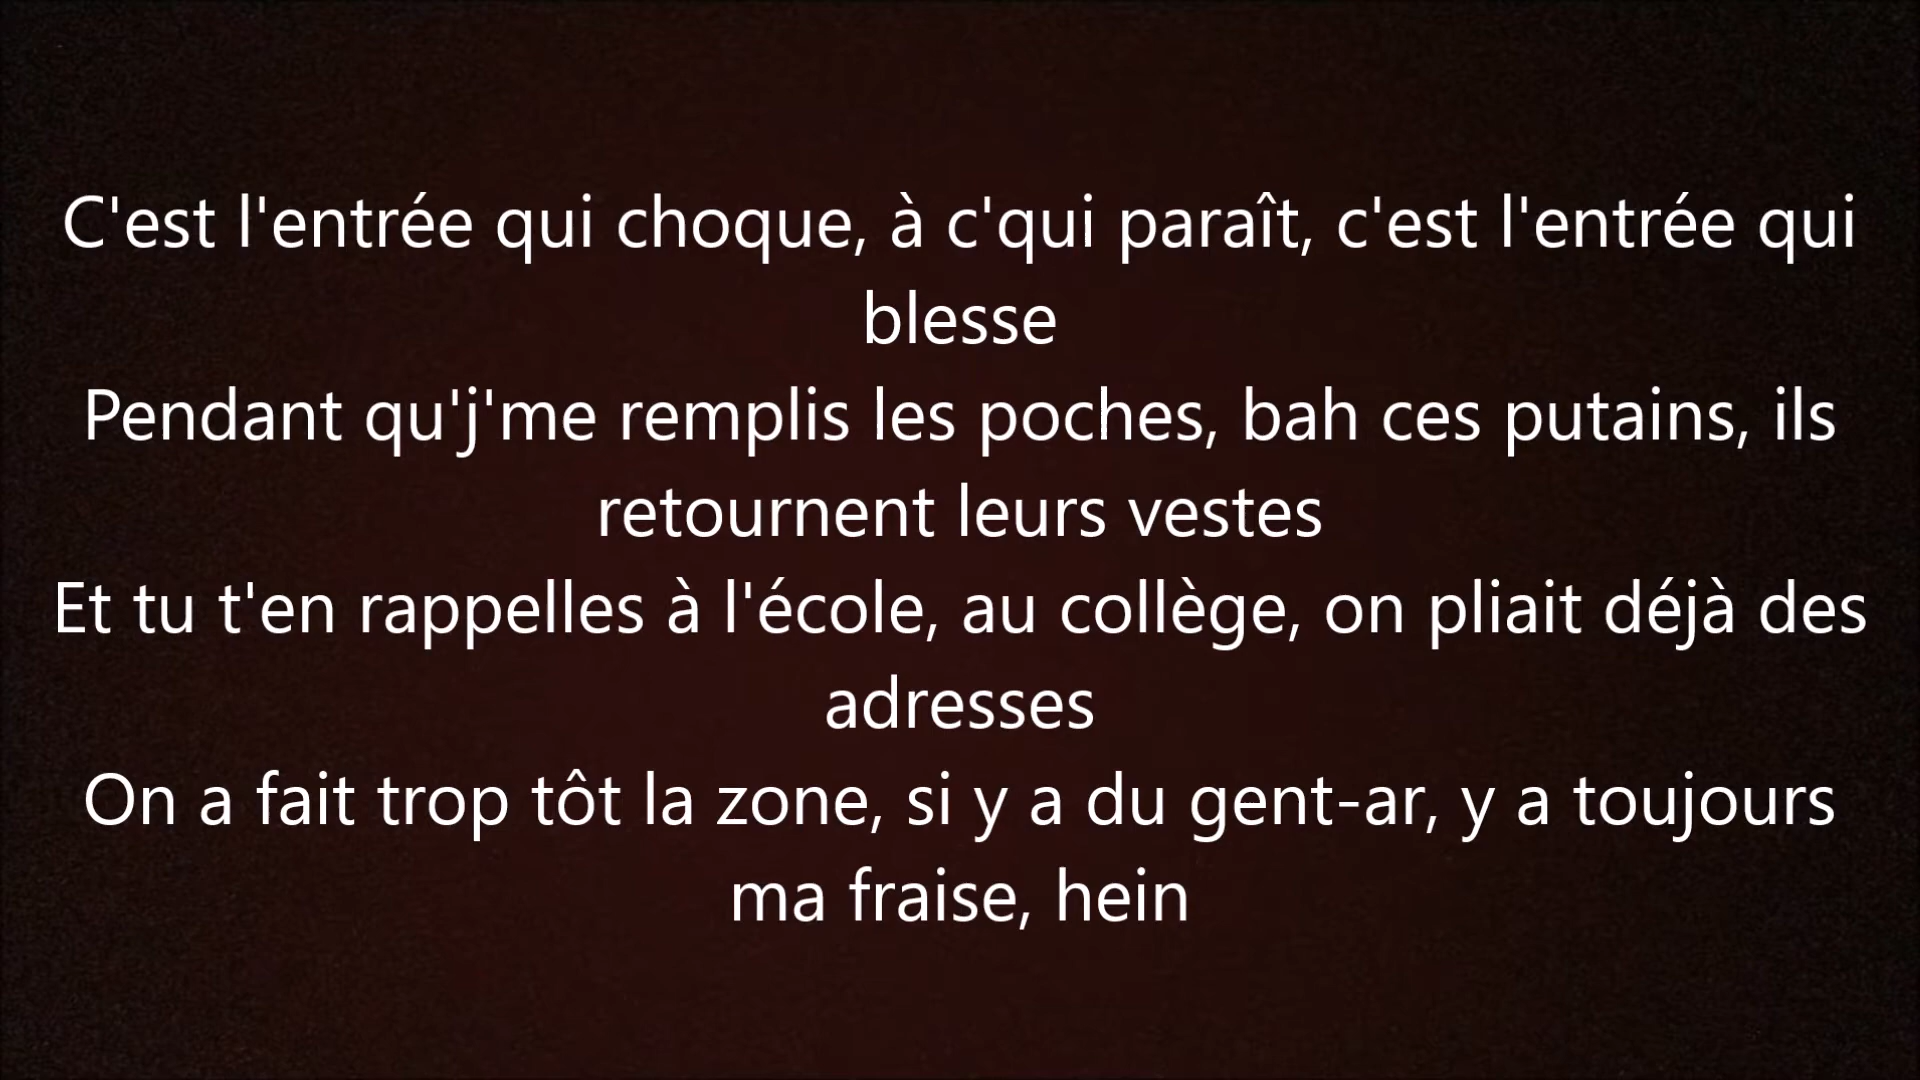 C'est l'entrée qui choque, à c'qui paraît, c'est l'entrée qui
blesse
Pendant qu'j'me remplis les poches, bah ces putains, ils
retournent leurs vestes
Et tu t'en rappelles à l'école, au collège, on pliait déjà des
adresses
On a fait trop tôt la zone, si y a du gent-ar, y a toujours
ma fraise, hein